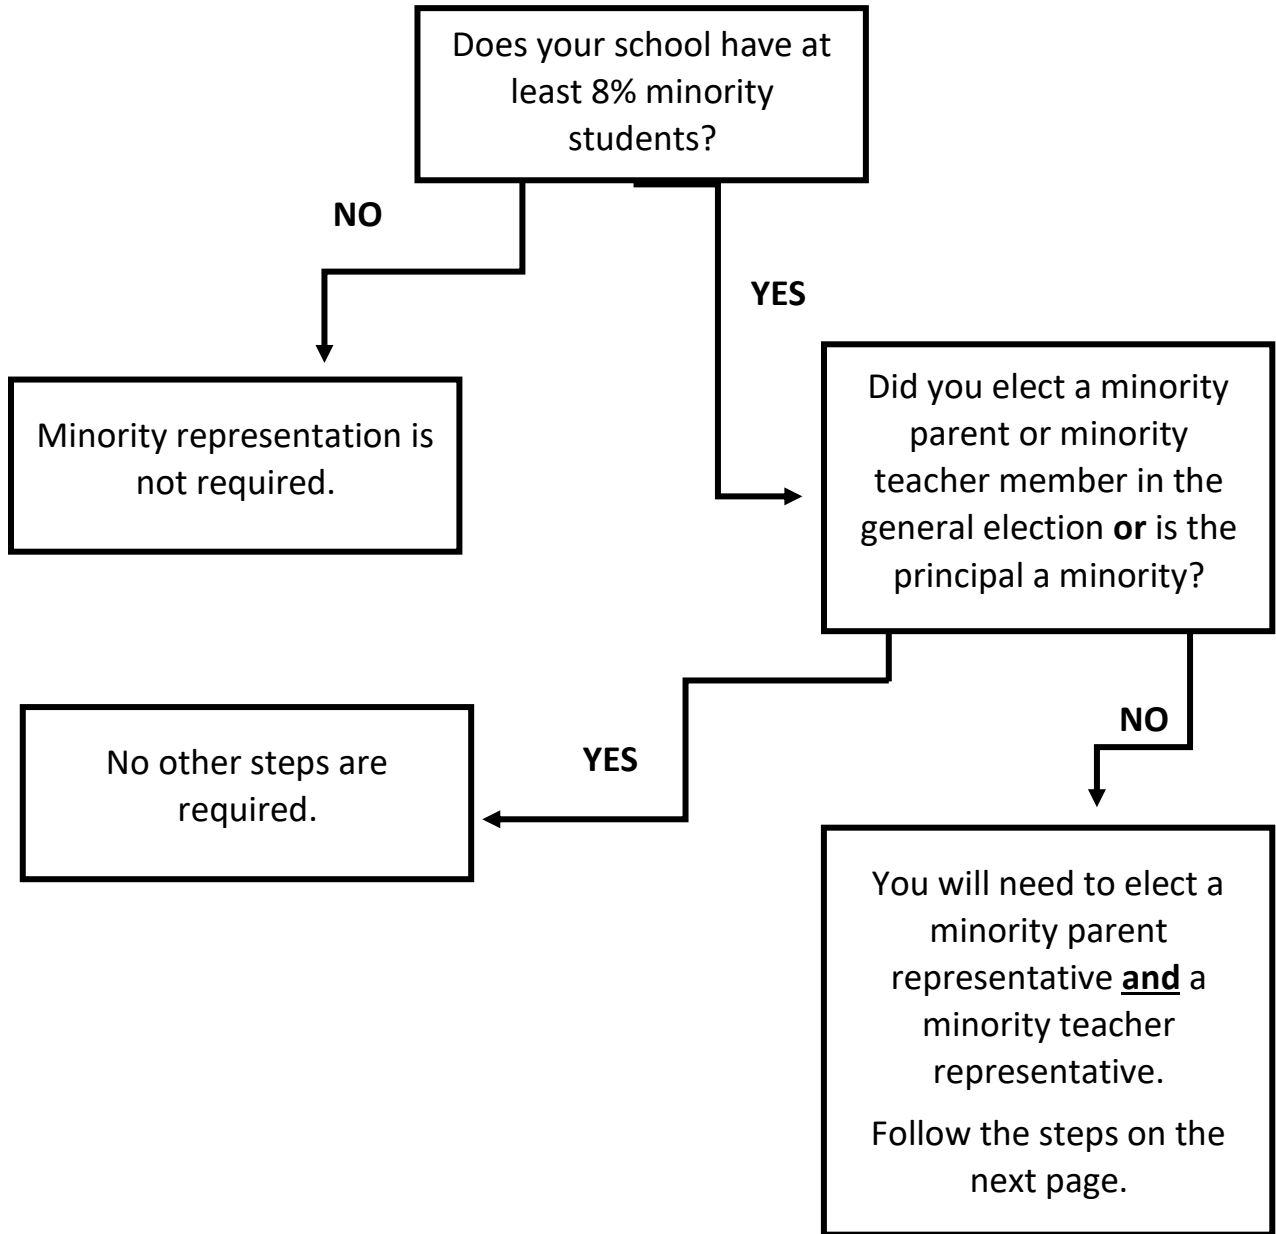 Does your school have at
least 8% minority
students?
NO
YES
Minority representation is
not required.
Did you elect a minority
parent or minority
teacher member in the
general election or is the
principal a minority?
YES
NO
No other steps are
required.
You will need to elect a
minority parent
representative and a
minority teacher
representative.
Follow the steps on the
next page.